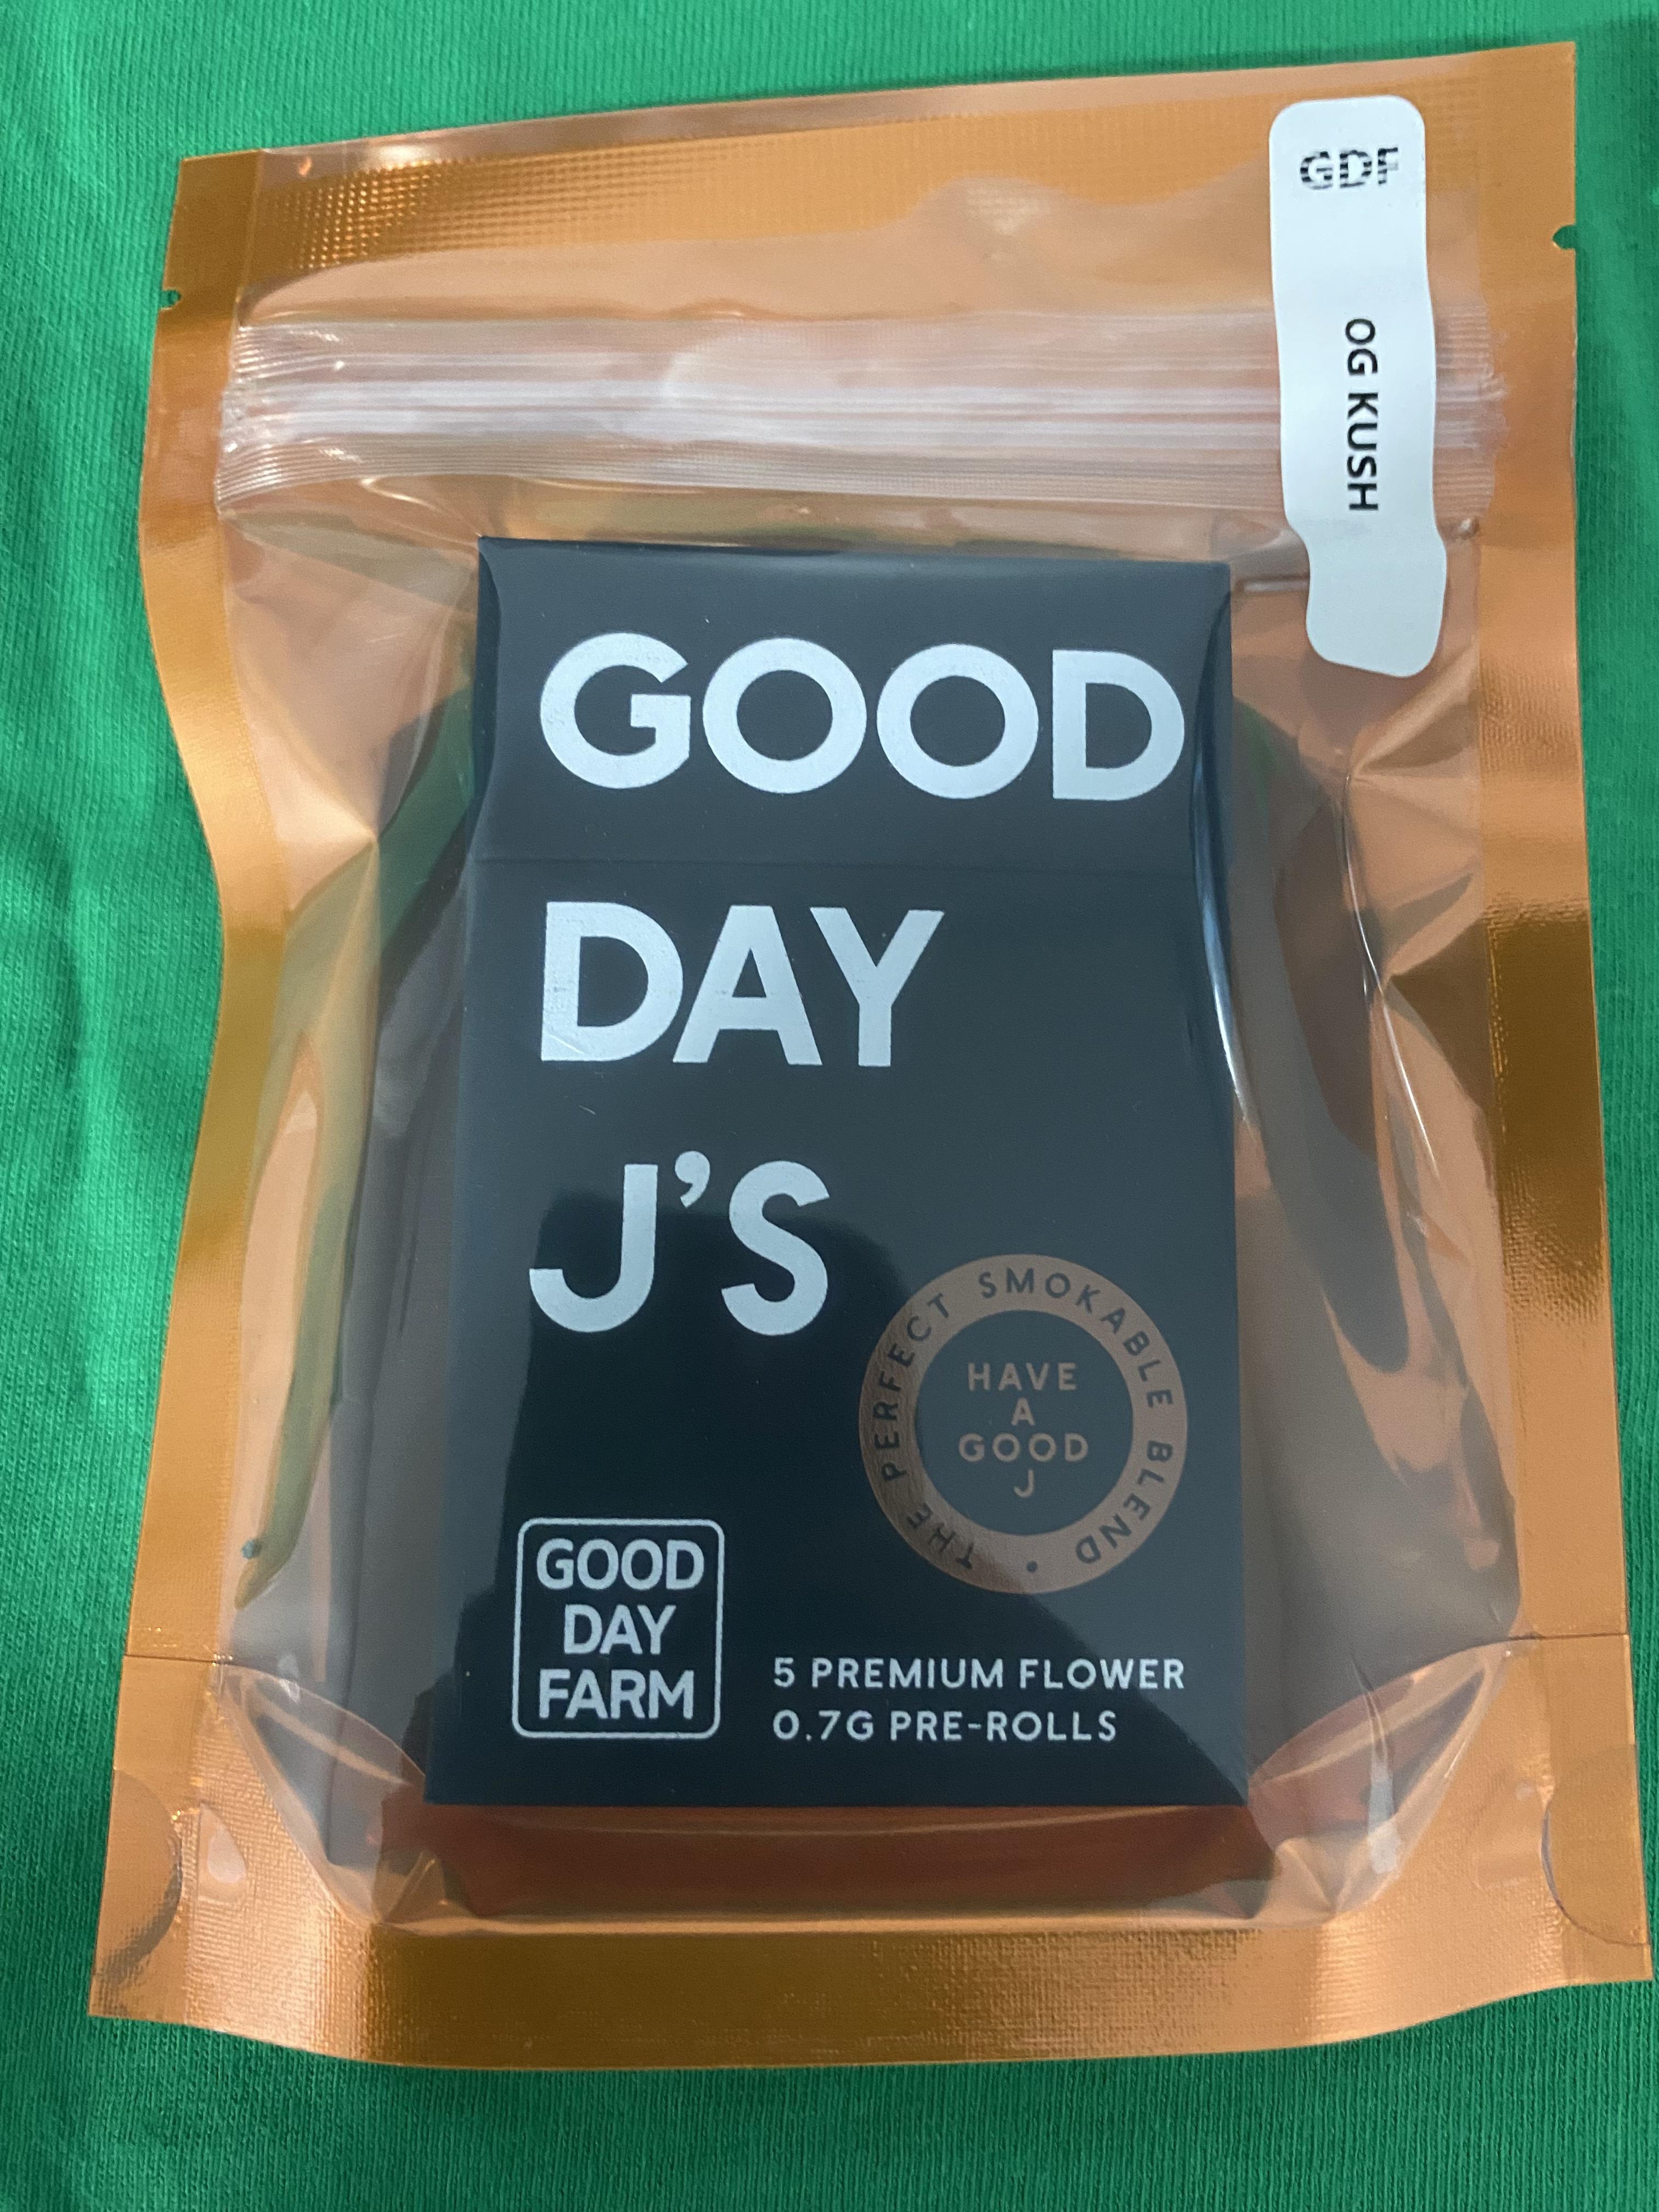 GDF
OG KUSH
GOOD
DAY
J'S
THE PERFECT SMOKABLE BLEND •
HAVE
A
GOOD
J
GOOD
DAY
FARM
5 PREMIUM FLOWER
0.7G PRE-ROLLS